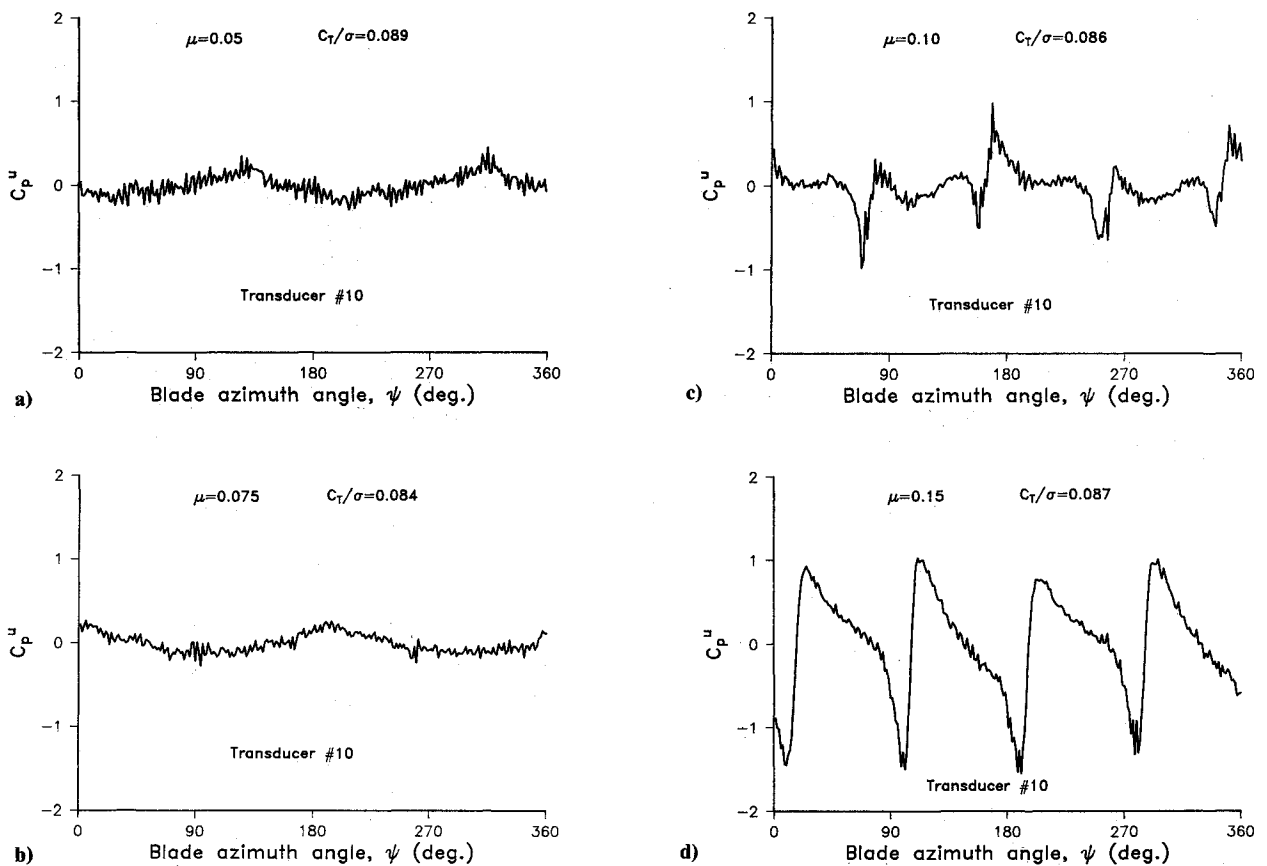 2
μ=0.05 C_T/σ=0.089
1
C_p^u 0
-1
Transducer #10
-2
0 90 180 270 360
a) Blade azimuth angle, ψ (deg.)
2
μ=0.075 C_T/σ=0.084
1
C_p^u 0
-1
Transducer #10
-2
0 90 180 270 360
b) Blade azimuth angle, ψ (deg.)
2
μ=0.10 C_T/σ=0.086
1
C_p^u 0
-1
Transducer #10
-2
0 90 180 270 360
c) Blade azimuth angle, ψ (deg.)
2
μ=0.15 C_T/σ=0.087
1
C_p^u 0
-1
Transducer #10
-2
0 90 180 270 360
d) Blade azimuth angle, ψ (deg.)